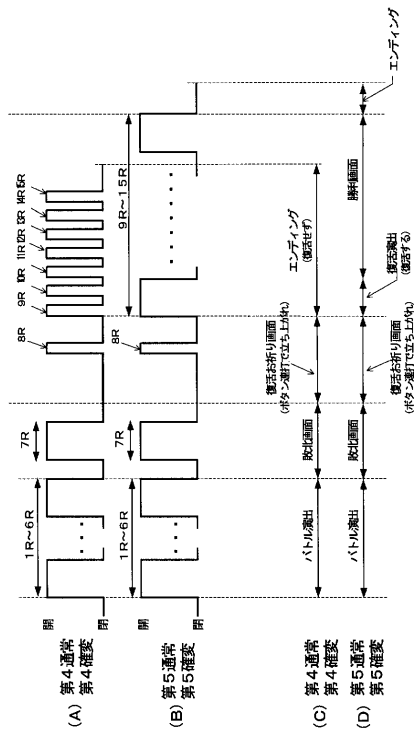 (A)
第4通常
第4確変
開
閉
1R~6R
7R
8R
9R
10R
11R
12R
13R
14R
15R
(B)
第5通常
第5確変
開
閉
1R~6R
7R
8R
9R~15R
(C)
第4通常
第4確変
バトル演出
敗北画面
復活お祈り画面
(ボタン連打で立ち上がれ)
エンディング
(復活せず)
(D)
第5通常
第5確変
バトル演出
敗北画面
復活お祈り画面
(ボタン連打で立ち上がれ)
復活演出
(復活する)
勝利画面
エンディング